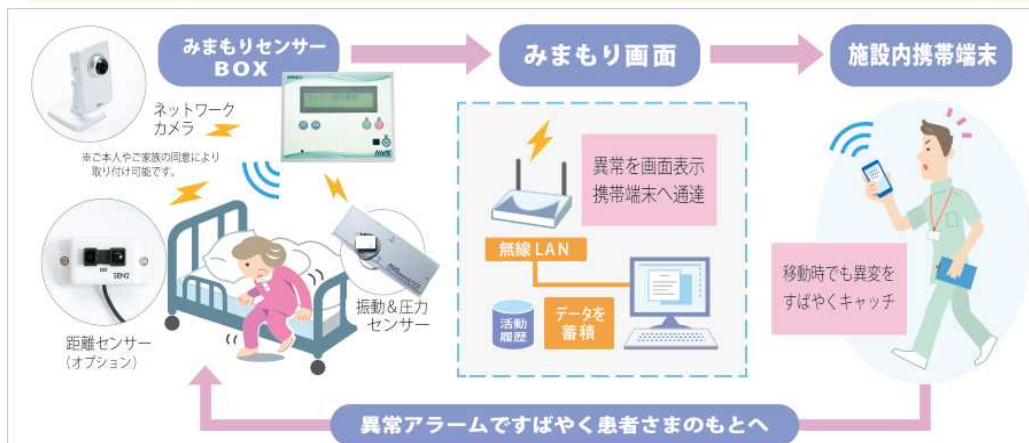 みまもりセンサー
BOX
みまもり画面
施設内携帯端末
ネットワーク
カメラ
※ご本人やご家族の同意により
取り付け可能です。
異常を画面表示
携帯端末へ通達
無線LAN
データを
蓄積
活動
履歴
移動時でも異変を
すばやくキャッチ
SEN2
距離センサー
（オプション）
振動＆圧力
センサー
異常アラームですばやく患者さまのもとへ